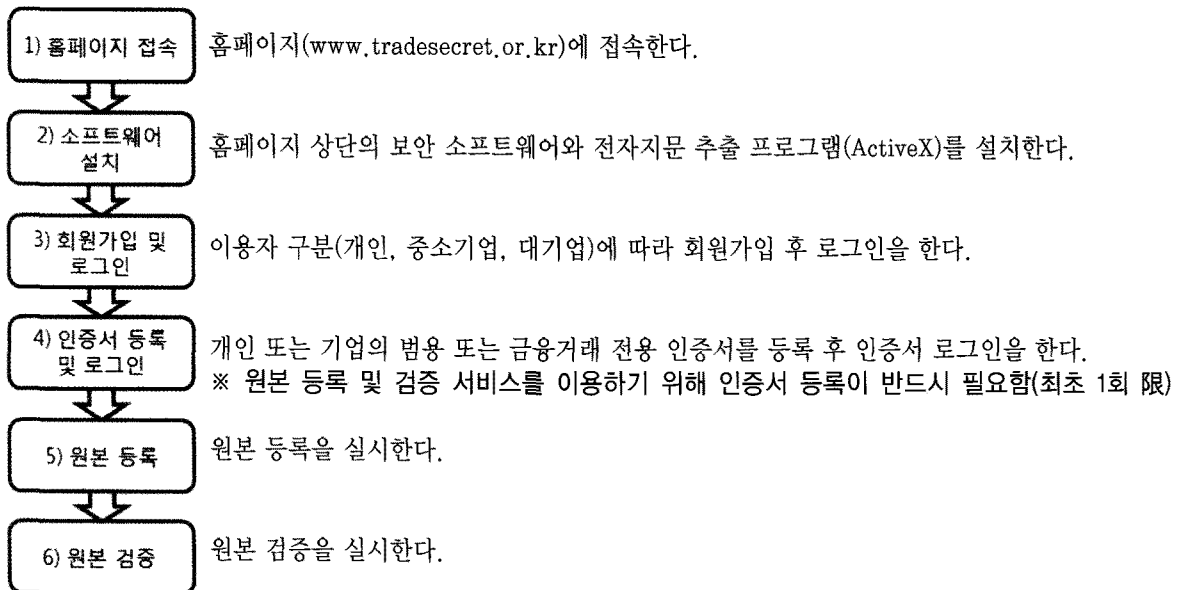 1) 홈페이지 접속
홈페이지(www.tradesecret.or.kr)에 접속한다.
2) 소프트웨어
설치
홈페이지 상단의 보안 소프트웨어와 전자지문 추출 프로그램(ActiveX)를 설치한다.
3) 회원가입 및
로그인
이용자 구분(개인, 중소기업, 대기업)에 따라 회원가입 후 로그인을 한다.
4) 인증서 등록
및 로그인
개인 또는 기업의 범용 또는 금융거래 전용 인증서를 등록 후 인증서 로그인을 한다.
※ 원본 등록 및 검증 서비스를 이용하기 위해 인증서 등록이 반드시 필요함(최초 1회 限)
5) 원본 등록
원본 등록을 실시한다.
6) 원본 검증
원본 검증을 실시한다.